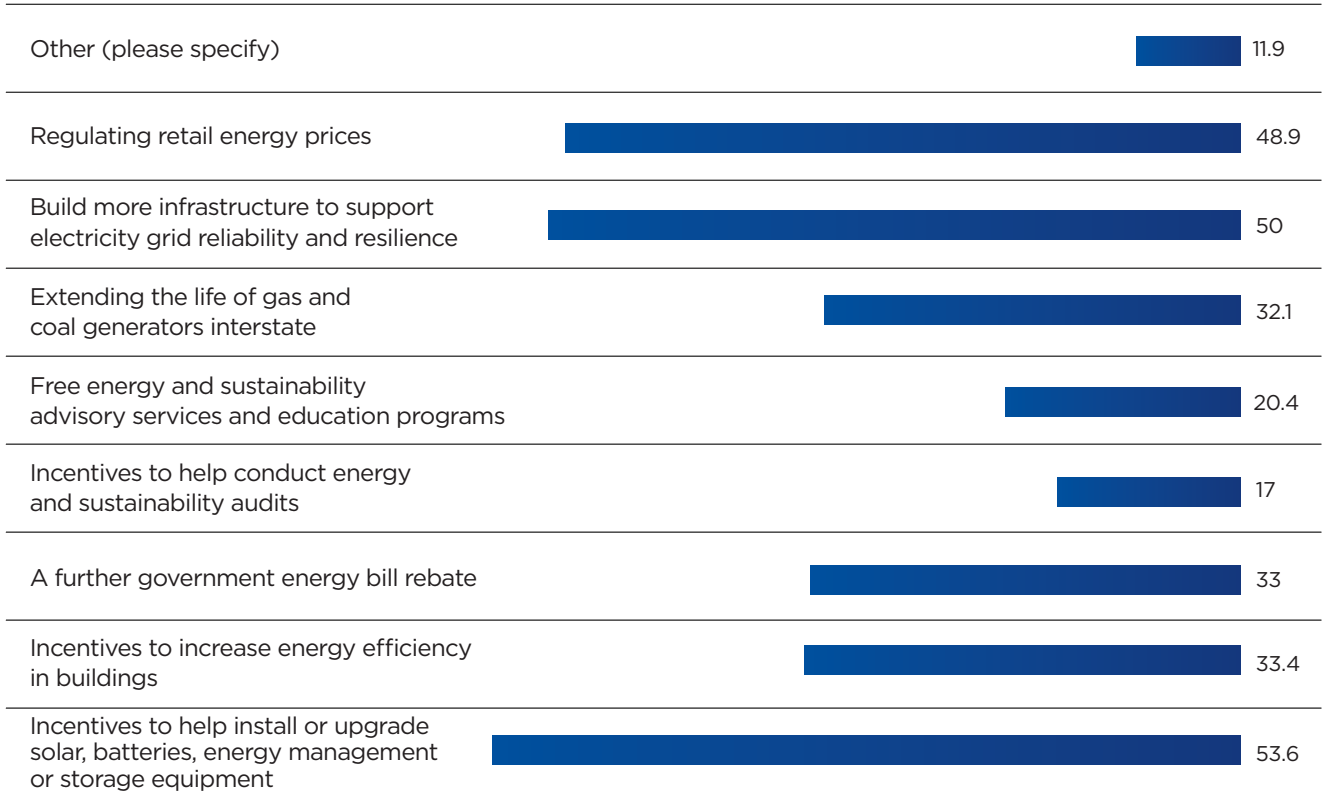 Other (please specify)
11.9
Regulating retail energy prices
48.9
Build more infrastructure to support
electricity grid reliability and resilience
50
Extending the life of gas and
coal generators interstate
32.1
Free energy and sustainability
advisory services and education programs
20.4
Incentives to help conduct energy
and sustainability audits
17
A further government energy bill rebate
33
Incentives to increase energy efficiency
in buildings
33.4
Incentives to help install or upgrade
solar, batteries, energy management
or storage equipment
53.6